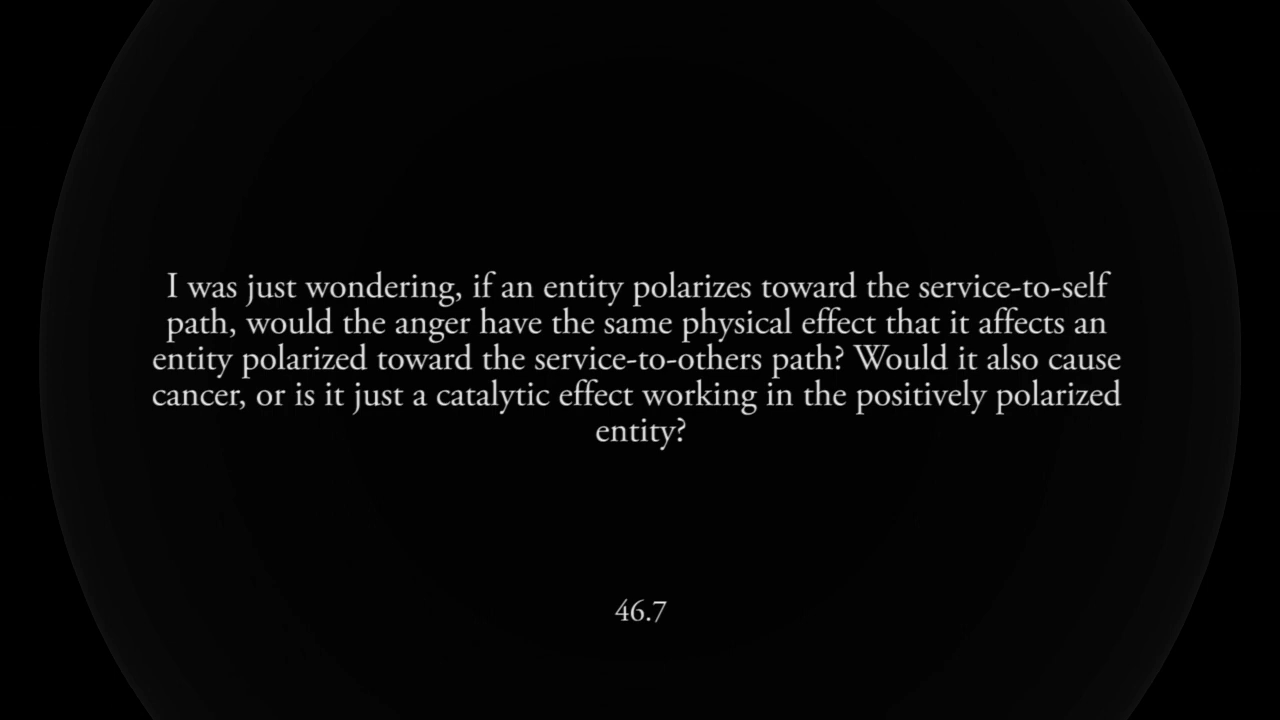 I was just wondering, if an entity polarizes toward the service-to-self
path, would the anger have the same physical effect that it affects an
entity polarized toward the service-to-others path? Would it also cause
cancer, or is it just a catalytic effect working in the positively polarized
entity?
46.7